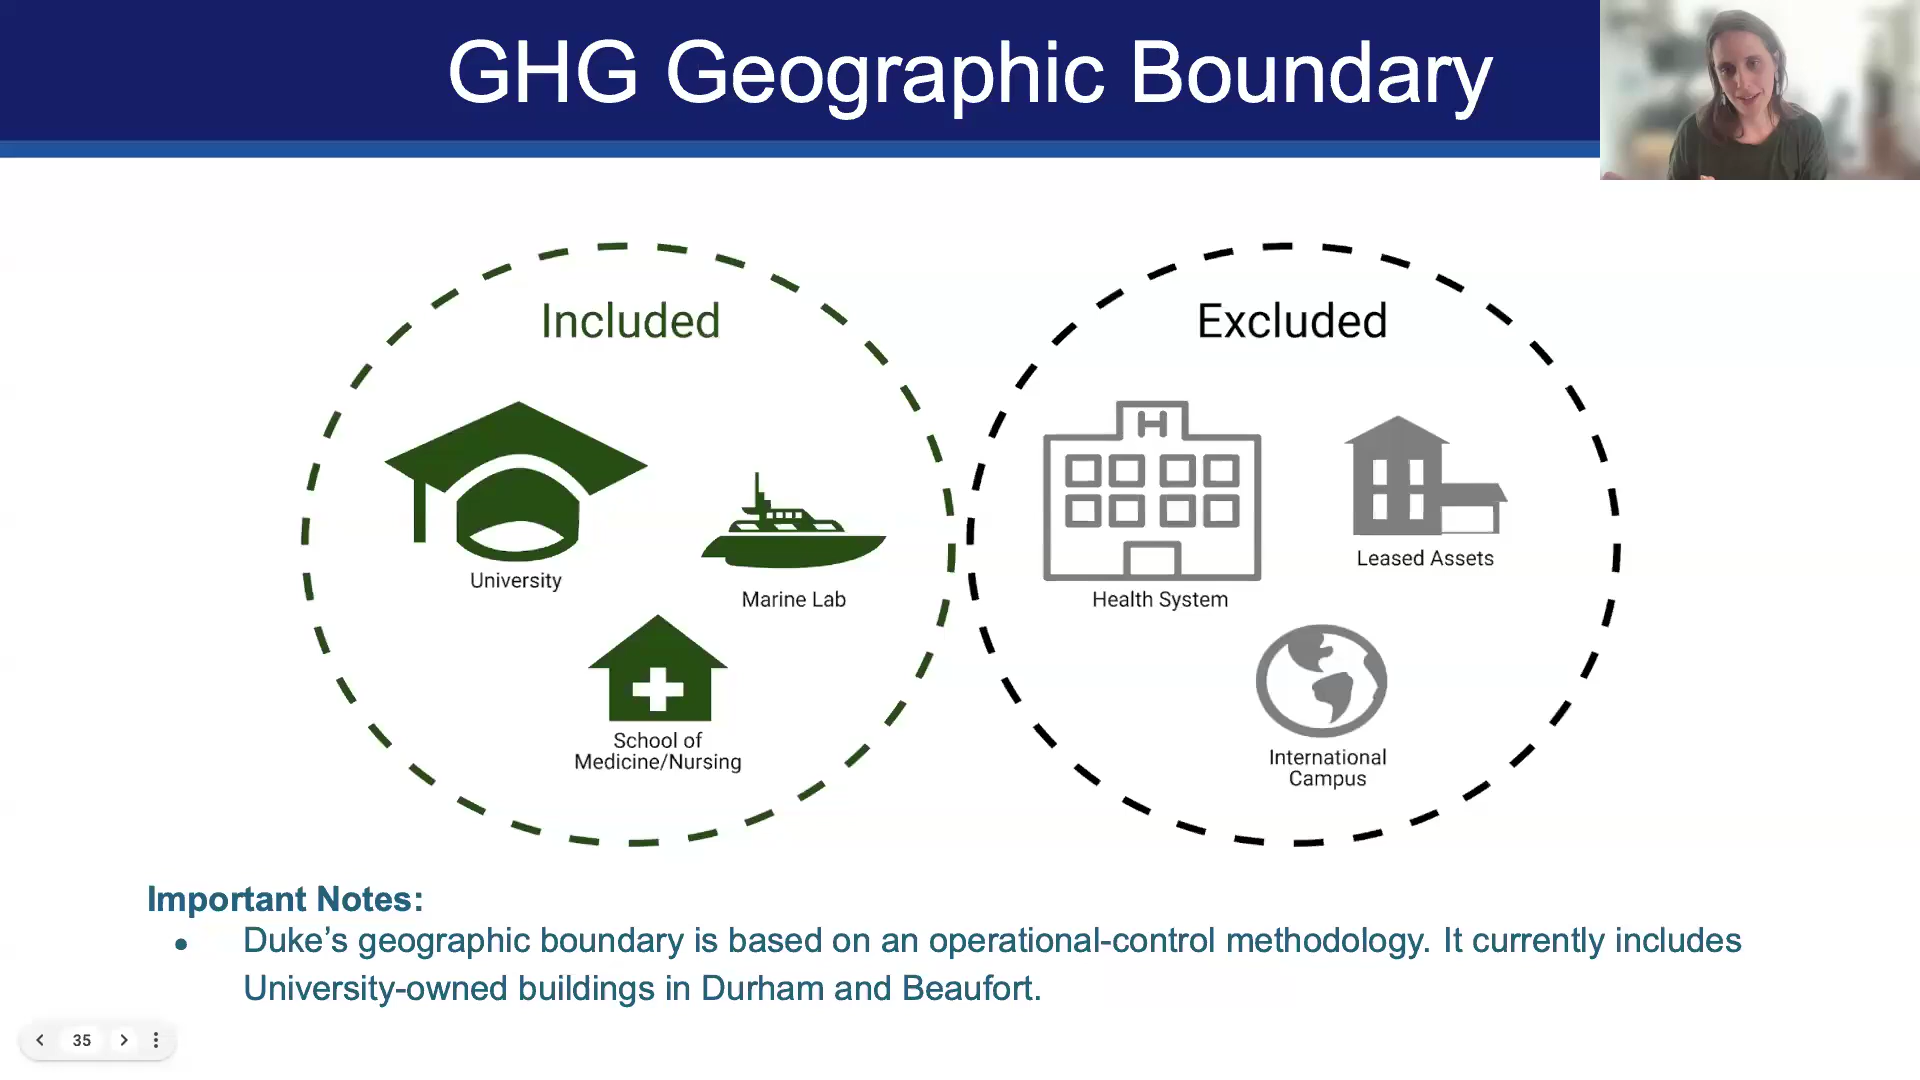 GHG Geographic Boundary
Included
Excluded
University
Marine Lab
School of
Medicine/Nursing
H
Health System
Leased Assets
International
Campus
Important Notes:
● Duke’s geographic boundary is based on an operational-control methodology. It currently includes
University-owned buildings in Durham and Beaufort.
35